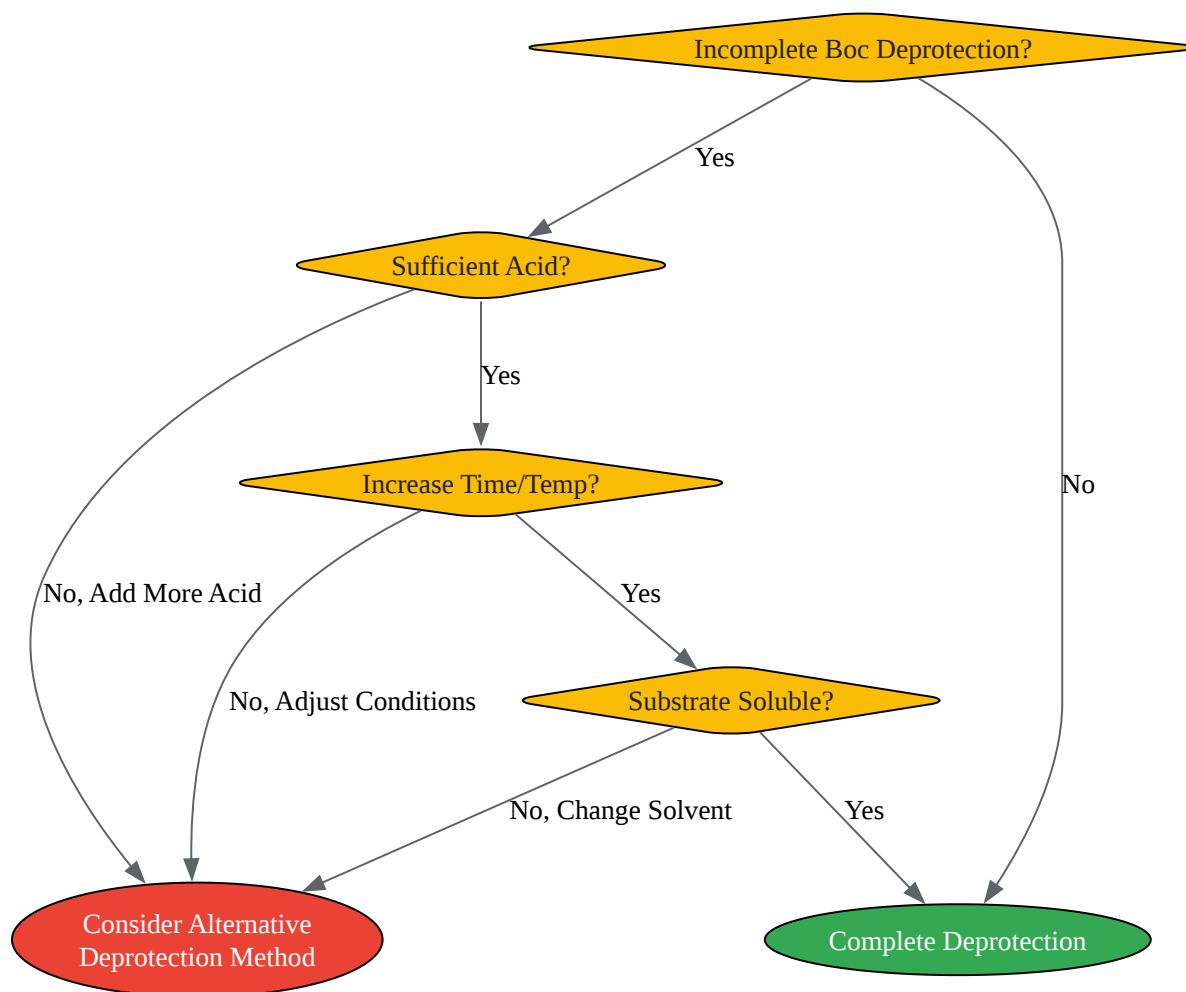 Incomplete Boc Deprotection?
Yes
Sufficient Acid?
Yes
Increase Time/Temp?
No
No, Add More Acid
Yes
No, Adjust Conditions
Substrate Soluble?
No, Change Solvent
Yes
Consider Alternative
Deprotection Method
Complete Deprotection